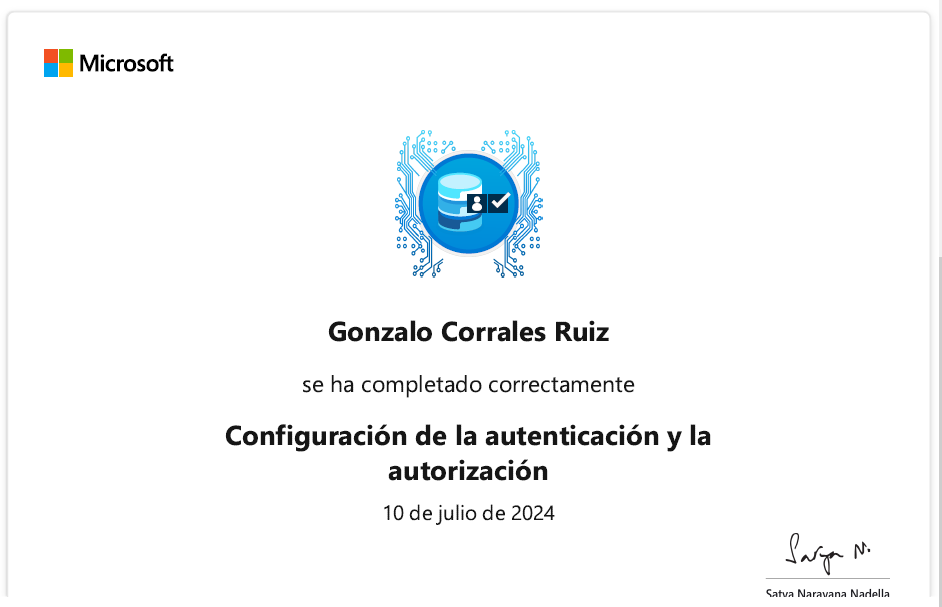 Microsoft
Gonzalo Corrales Ruiz
se ha completado correctamente
Configuración de la autenticación y la
autorización
10 de julio de 2024
Satya N.
Satya Narayana Nadella